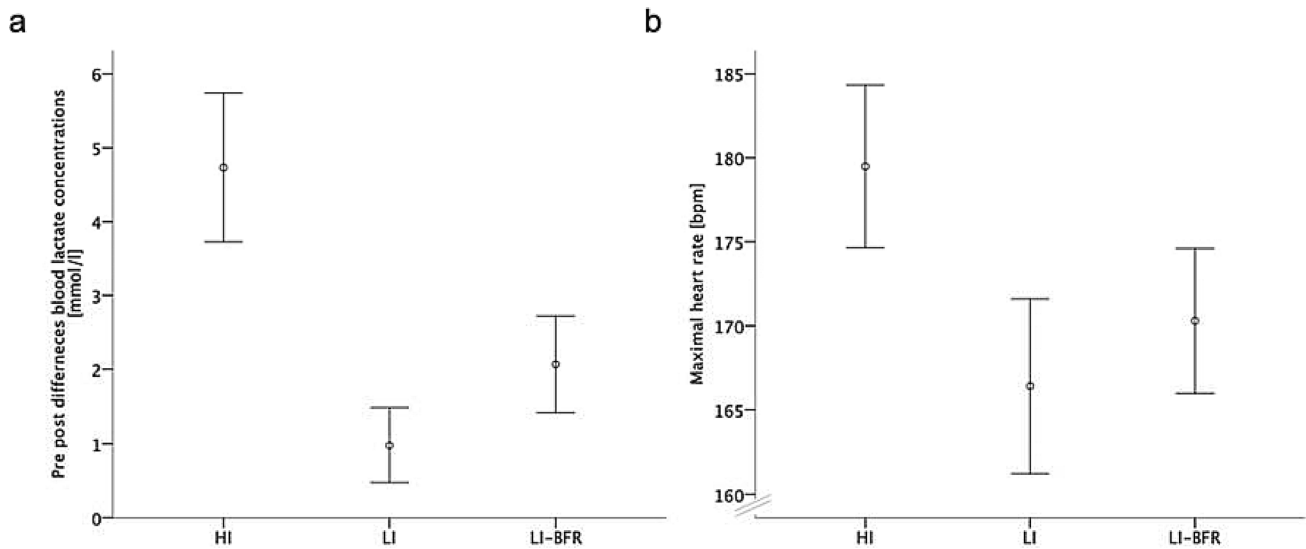 a
Pre post differneces blood lactate concentrations
[mmol/l]
6
5
4
3
2
1
0
HI
LI
LI-BFR
b
Maximal heart rate [bpm]
185
180
175
170
165
160
HI
LI
LI-BFR